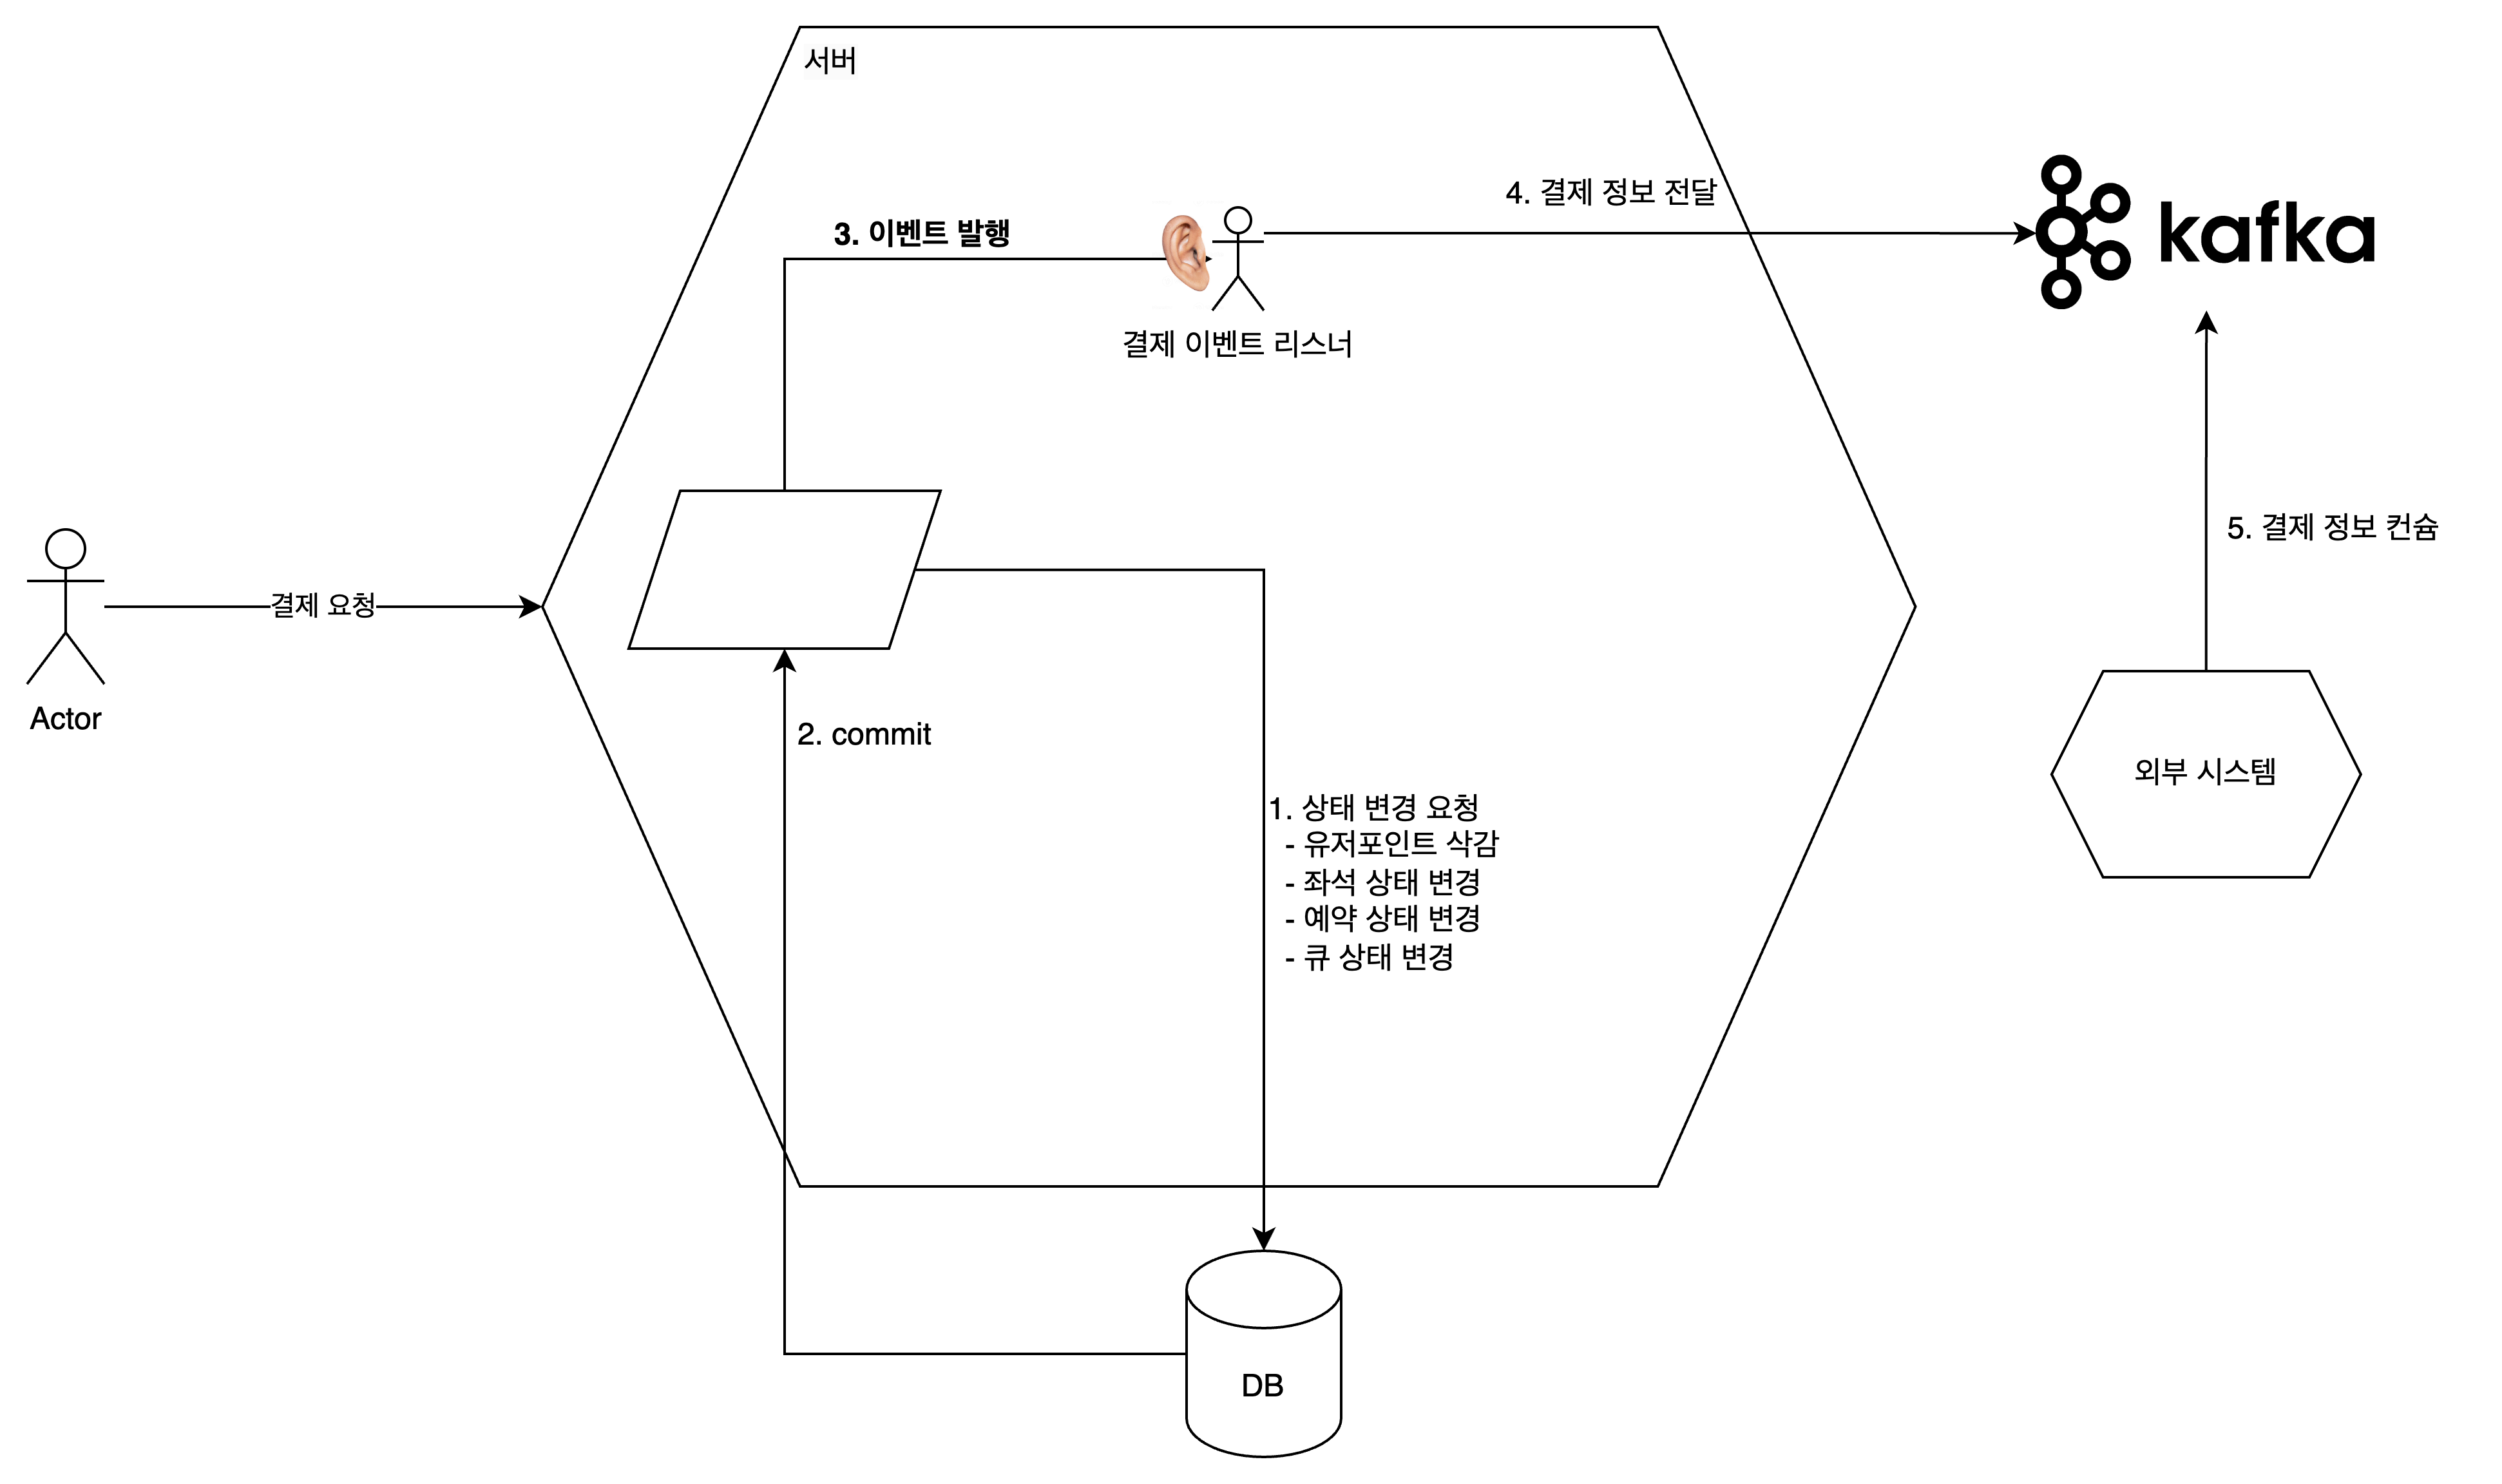 서버
3. 이벤트 발행
결제 이벤트 리스너
4. 결제 정보 전달
kafka
5. 결제 정보 컨슘
외부 시스템
결제 요청
Actor
2. commit
1. 상태 변경 요청
- 유저포인트 삭감
- 좌석 상태 변경
- 예약 상태 변경
- 큐 상태 변경
DB